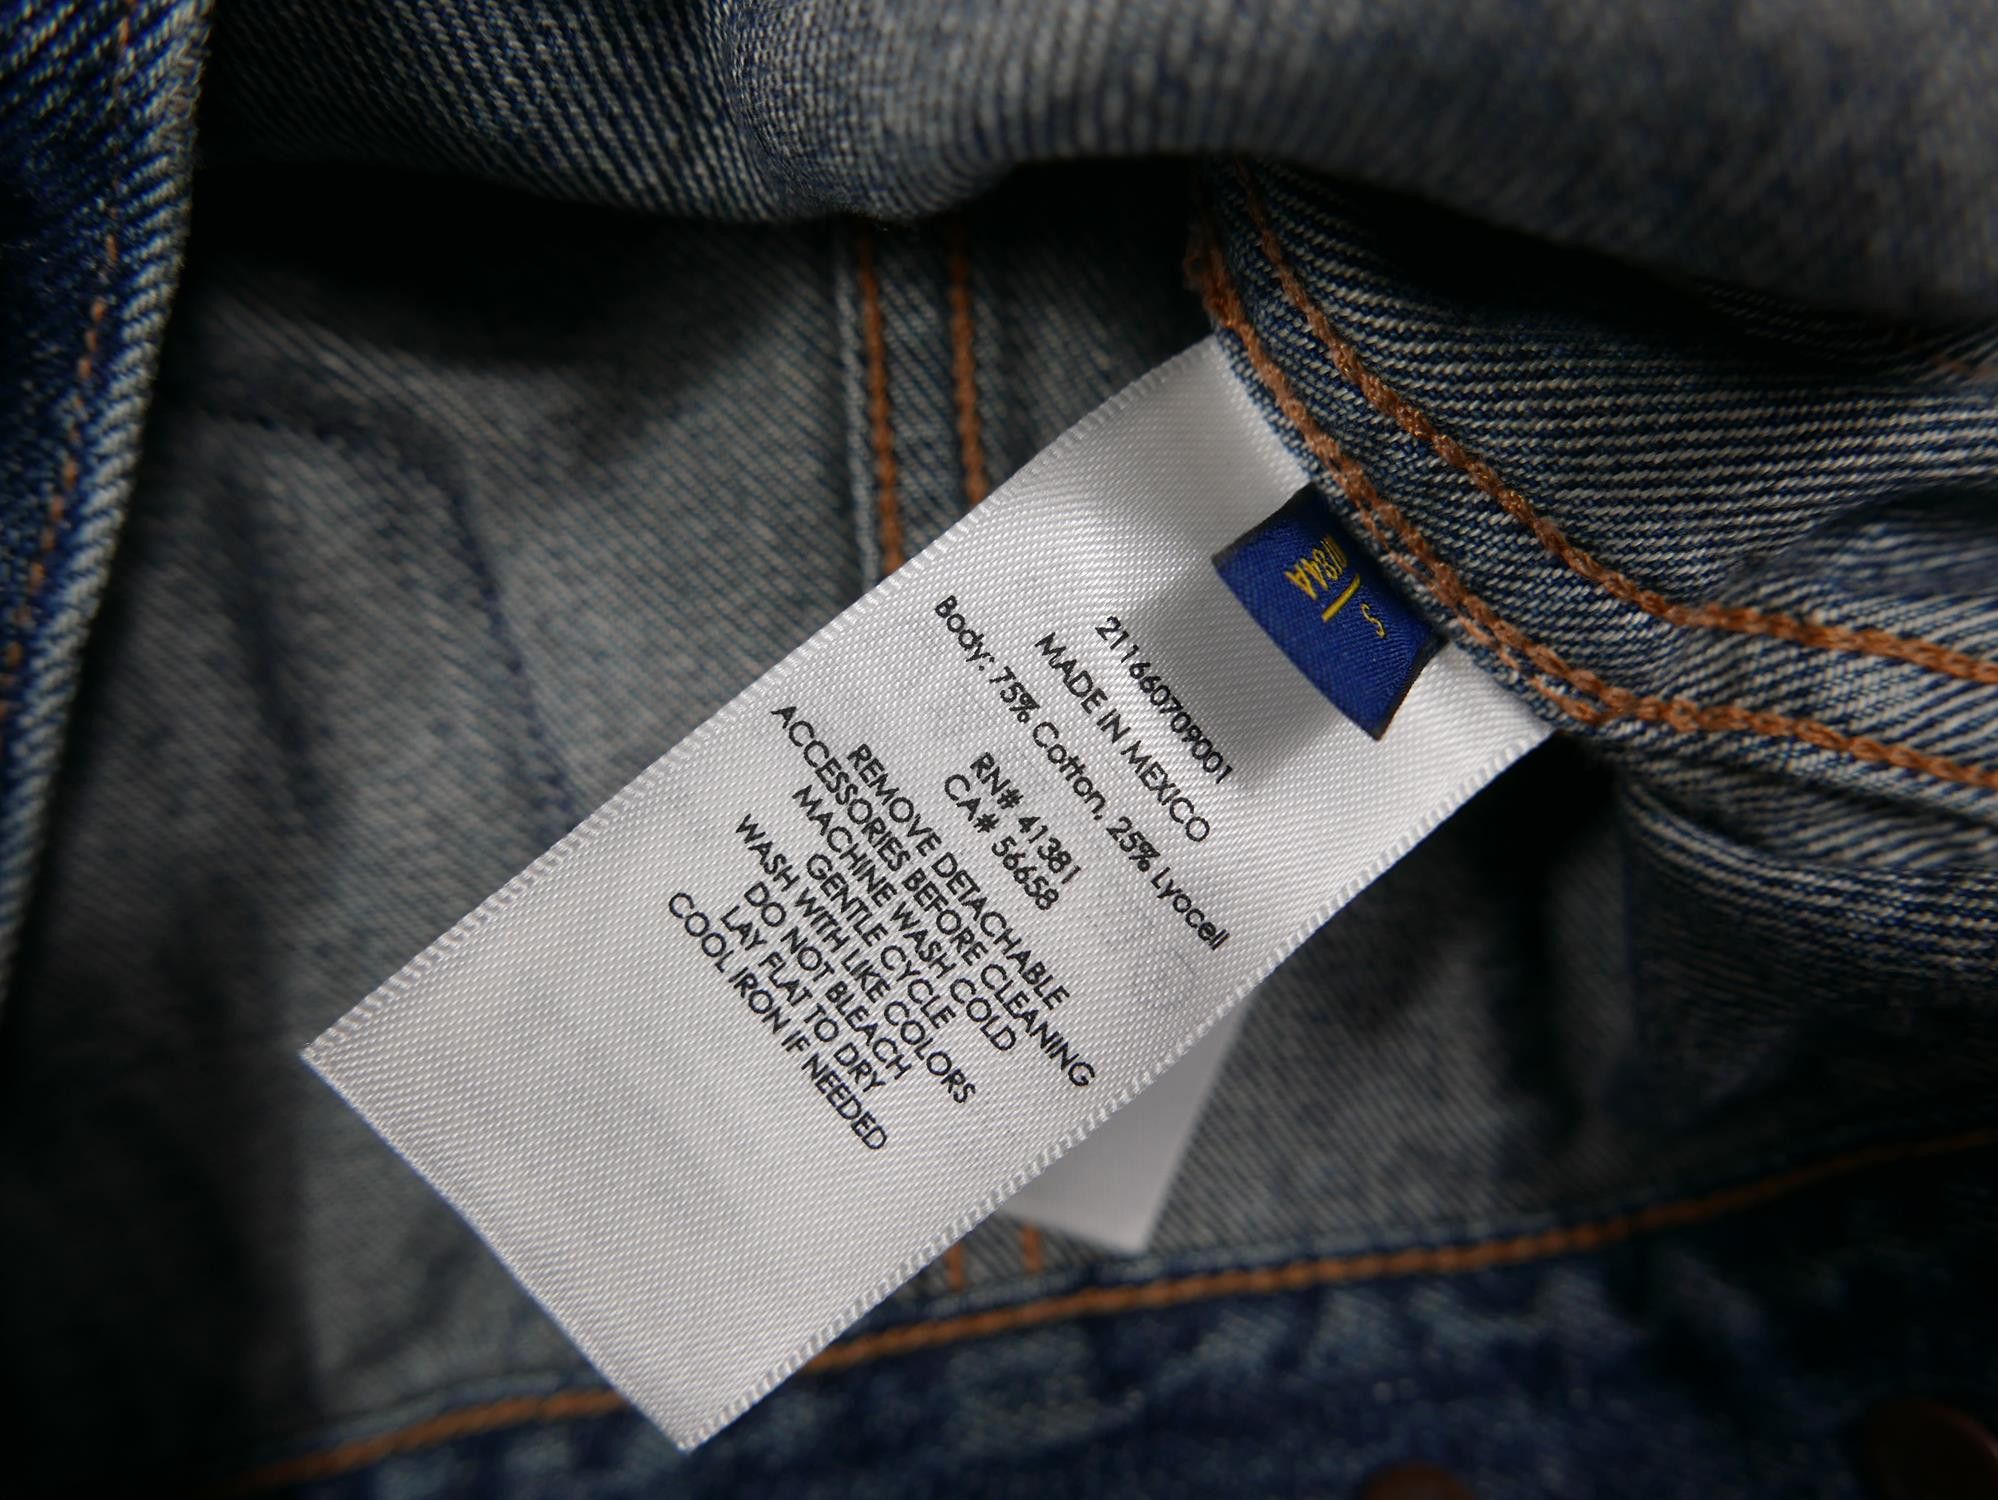 211660709001
MADE IN MEXICO
Body: 75% Cotton, 25% Lyocell
RN# 41381
CA# 56658
REMOVE DETACHABLE
ACCESSORIES BEFORE CLEANING
MACHINE WASH COLD
GENTLE CYCLE
WASH WITH LIKE COLORS
DO NOT BLEACH
LAY FLAT TO DRY
COOL IRON IF NEEDED